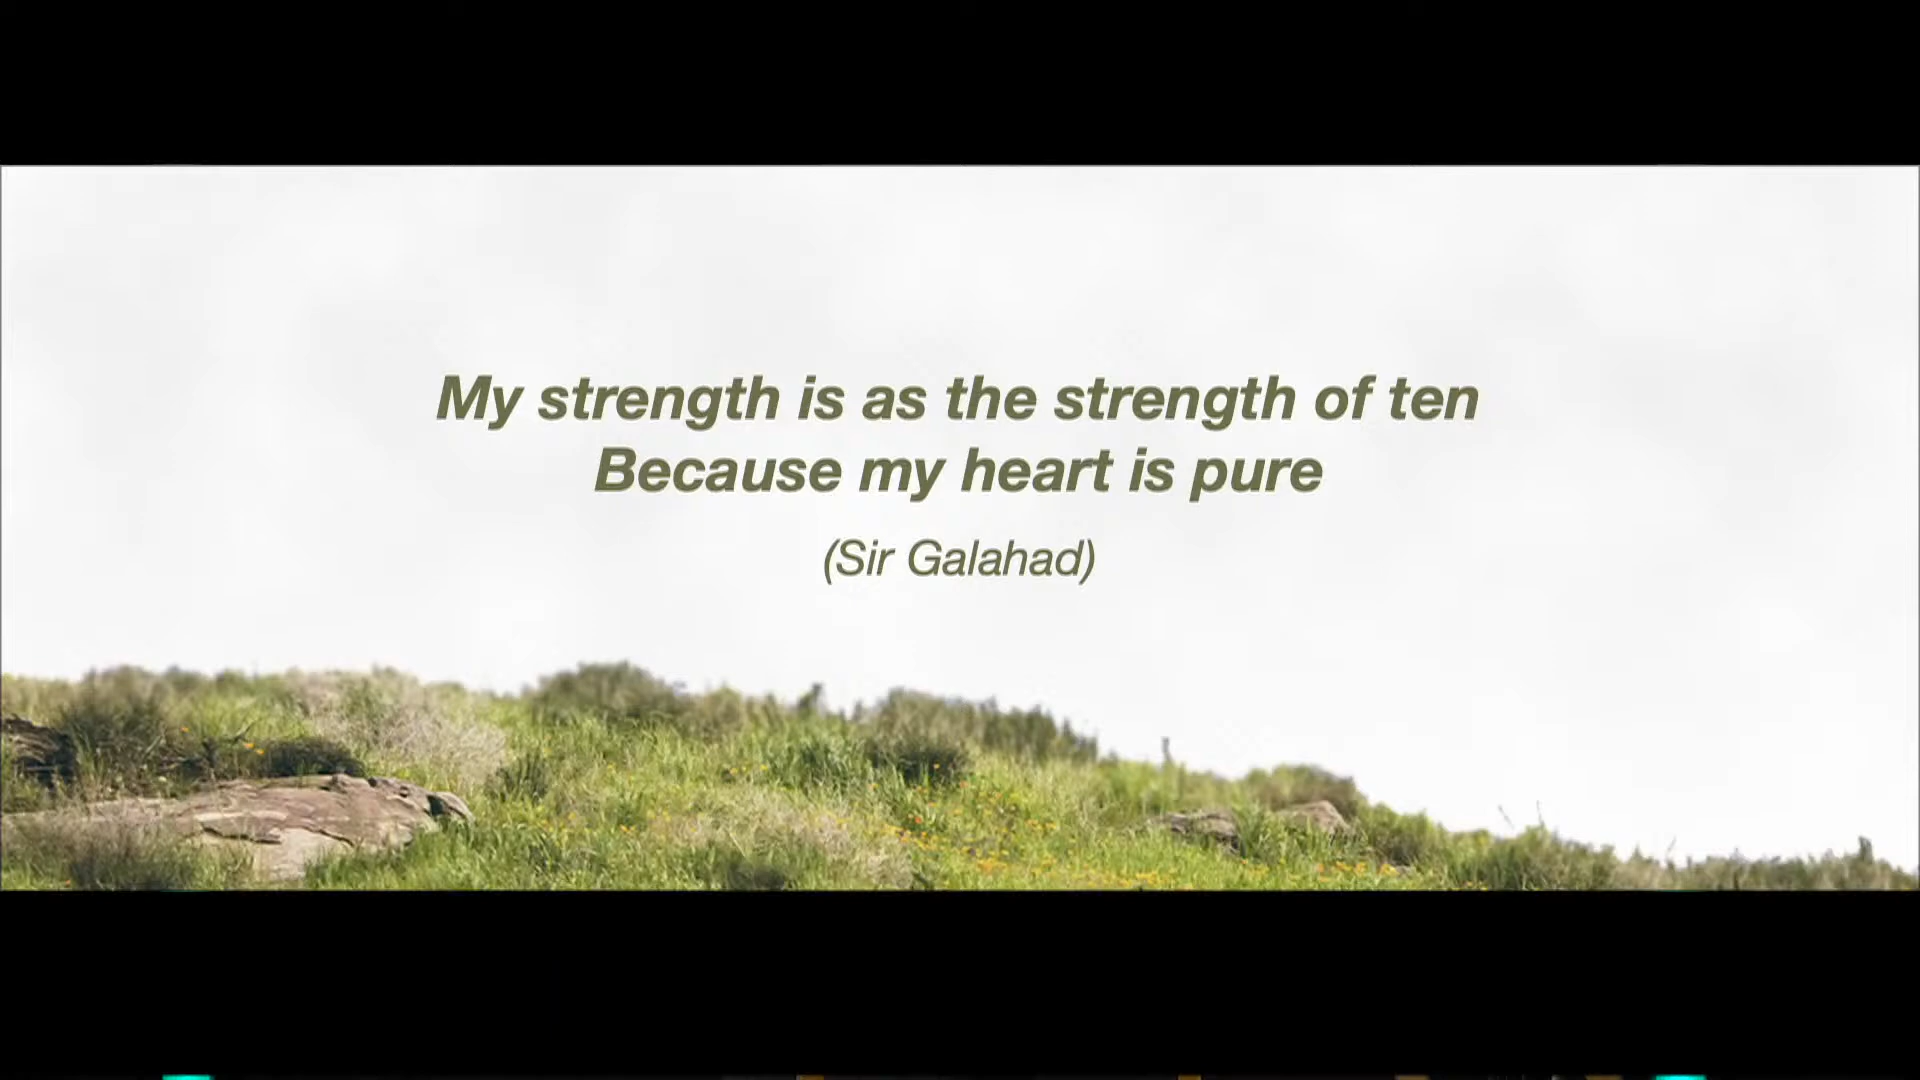 My strength is as the strength of ten
Because my heart is pure
(Sir Galahad)